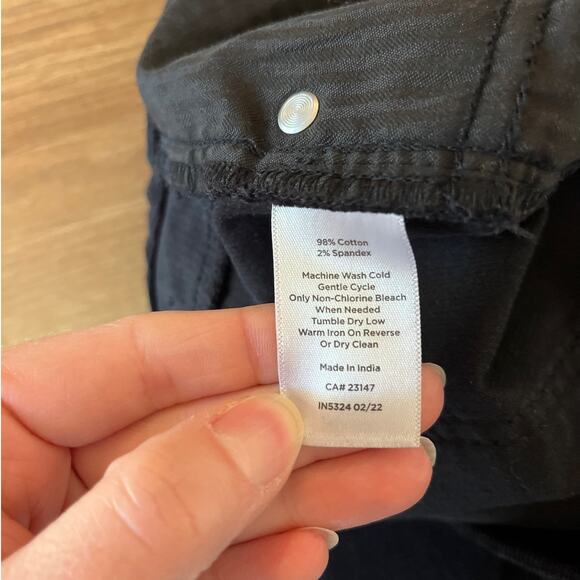 98% Cotton
2% Spandex
Machine Wash Cold
Gentle Cycle
Only Non-Chlorine Bleach
When Needed
Tumble Dry Low
Warm Iron On Reverse
Or Dry Clean
Made In India
CA# 23147
IN5324 02/22